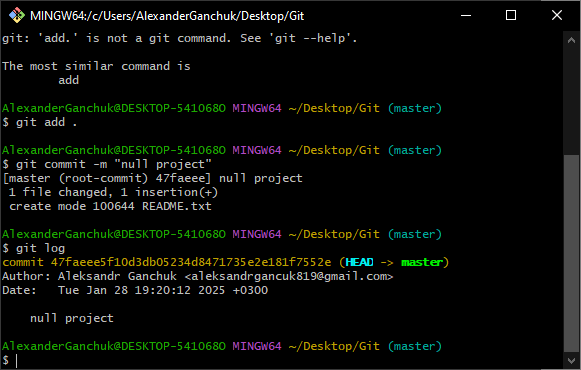 MINGW64:/c/Users/AlexanderGanchuk/Desktop/Git
git: 'add.' is not a git command. See 'git --help'.
The most similar command is
add
AlexanderGanchuk@DESKTOP-5410680 MINGW64 ~/Desktop/Git (master)
$ git add .
AlexanderGanchuk@DESKTOP-5410680 MINGW64 ~/Desktop/Git (master)
$ git commit -m "null project"
[master (root-commit) 47faeee] null project
1 file changed, 1 insertion(+)
create mode 100644 README.txt
AlexanderGanchuk@DESKTOP-5410680 MINGW64 ~/Desktop/Git (master)
$ git log
commit 47faeee5f10d3db05234d8471735e2e181f7552e (HEAD -> master)
Author: Aleksandr Ganchuk <aleksandrgancuk819@gmail.com>
Date:   Tue Jan 28 19:20:12 2025 +0300
null project
AlexanderGanchuk@DESKTOP-5410680 MINGW64 ~/Desktop/Git (master)
$